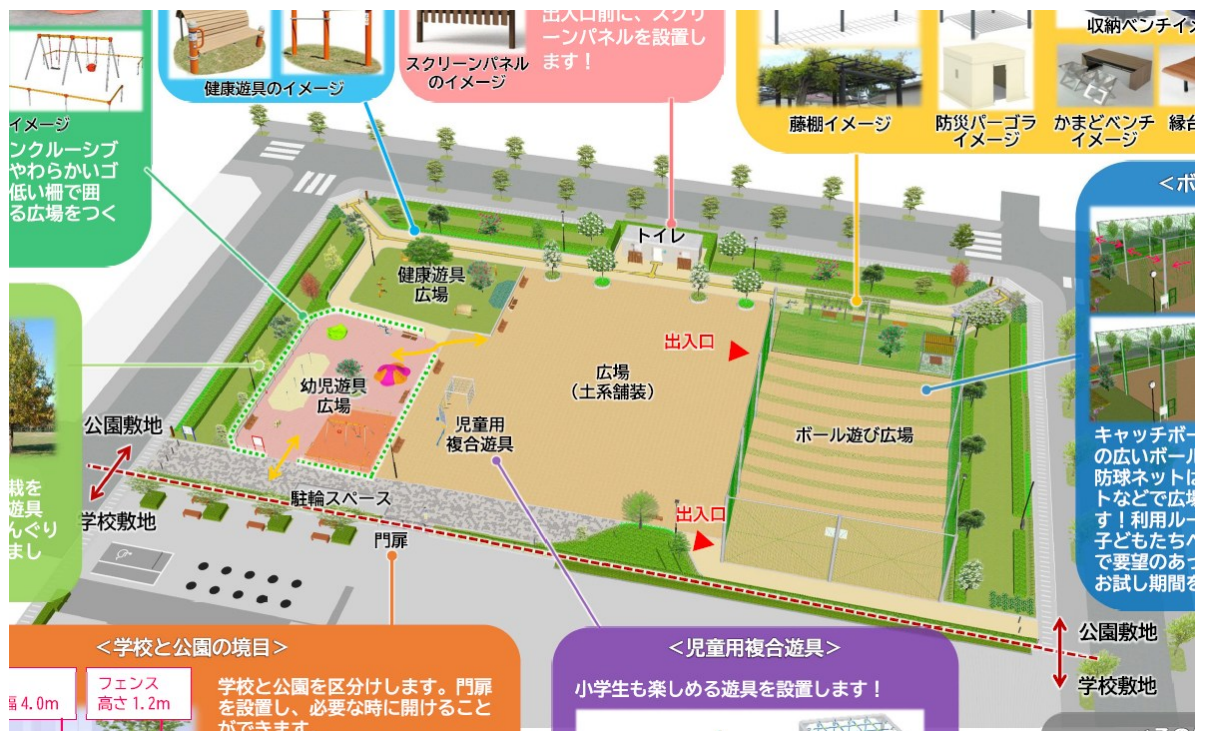 イメージ
ンクルーシブ
やわらかいゴ
低い柵で囲
る広場をつく
健康遊具のイメージ
スクリーンパネル
のイメージ
出入口前に、スクリ
ーンパネルを設置し
ます！
収納ベンチイメ
藤棚イメージ
防災パーゴラ
イメージ
かまどベンチ
イメージ
縁台
＜ボ
トイレ
健康遊具
広場
出入口
幼児遊具
広場
広場
（土系舗装）
児童用
複合遊具
ボール遊び広場
公園敷地
学校敷地
駐輪スペース
門扉
出入口
栽を
遊具
んぐり
まし
キャッチボー
の広いボール
防球ネットに
トなどで広場
す！利用ルー
子どもたちへ
で要望のあっ
お試し期間を
公園敷地
学校敷地
＜学校と公園の境目＞
幅4.0m
フェンス
高さ1.2m
学校と公園を区分けします。門扉
を設置し、必要な時に開けること
ができます。
＜児童用複合遊具＞
小学生も楽しめる遊具を設置します！